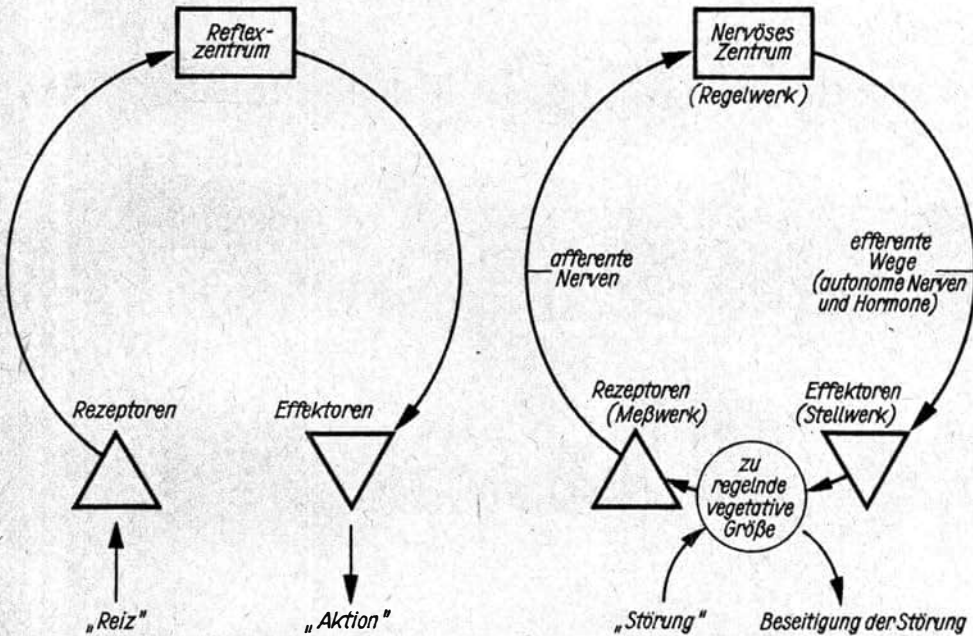 Reflex-
zentrum
Rezeptoren
Effektoren
„Reiz"
„Aktion"
Nervöses
Zentrum
(Regelwerk)
afferente
Nerven
efferente
Wege
(autonome Nerven
und Hormone)
Rezeptoren
(Meßwerk)
Effektoren
(Stellwerk)
zu
regelnde
vegetative
Größe
„Störung"
Beseitigung der Störung